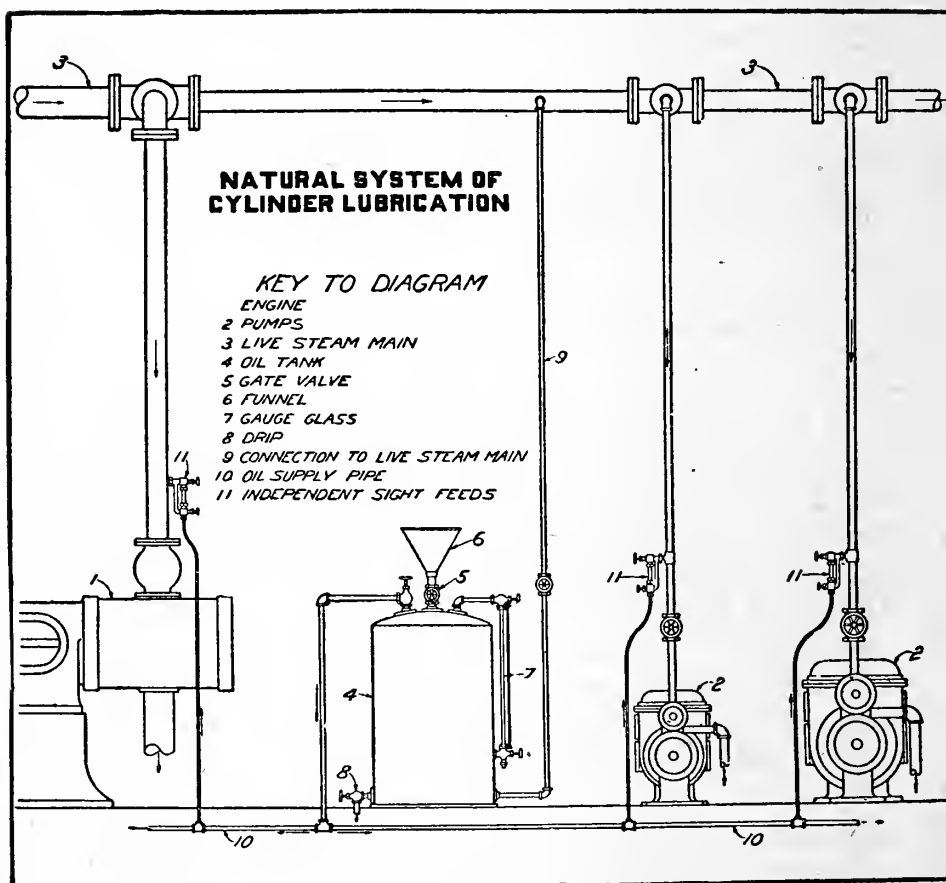 3
3
NATURAL SYSTEM OF
CYLINDER LUBRICATION
KEY TO DIAGRAM
ENGINE
2 PUMPS
3 LIVE STEAM MAIN
4 OIL TANK
5 GATE VALVE
6 FUNNEL
7 GAUGE GLASS
8 DRIP
9 CONNECTION TO LIVE STEAM MAIN
10 OIL SUPPLY PIPE
11 INDEPENDENT SIGHT FEEDS
9
11
6
5
11
11
1
7
4
2
2
8
10
10